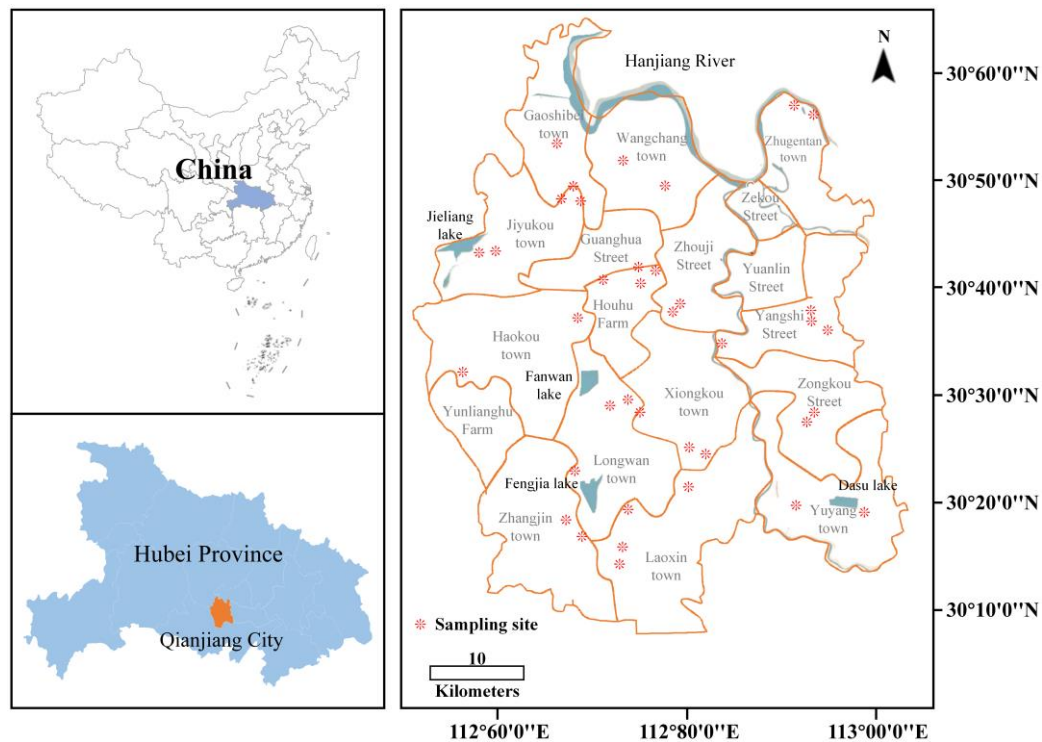 China
Hubei Province
Qianjiang City
N
Hanjiang River
Gaoshibei
town
Wangchang
town
Zhugentan
town
Zekou
Street
Jieliang
lake
Jiyukou
town
Guanghua
Street
Zhouji
Street
Yuanlin
Street
Houhu
Farm
Yangshi
Street
Haokou
town
Fanwan
lake
Xiongkou
town
Zongkou
Street
Yunlianghu
Farm
Longwan
town
Fengjia lake
Dasu lake
Yuyang
town
Zhangjin
town
Laoxin
town
Sampling site
10
Kilometers
30°60'0''N
30°50'0''N
30°40'0''N
30°30'0''N
30°20'0''N
30°10'0''N
112°60'0''E
112°80'0''E
113°00'0''E